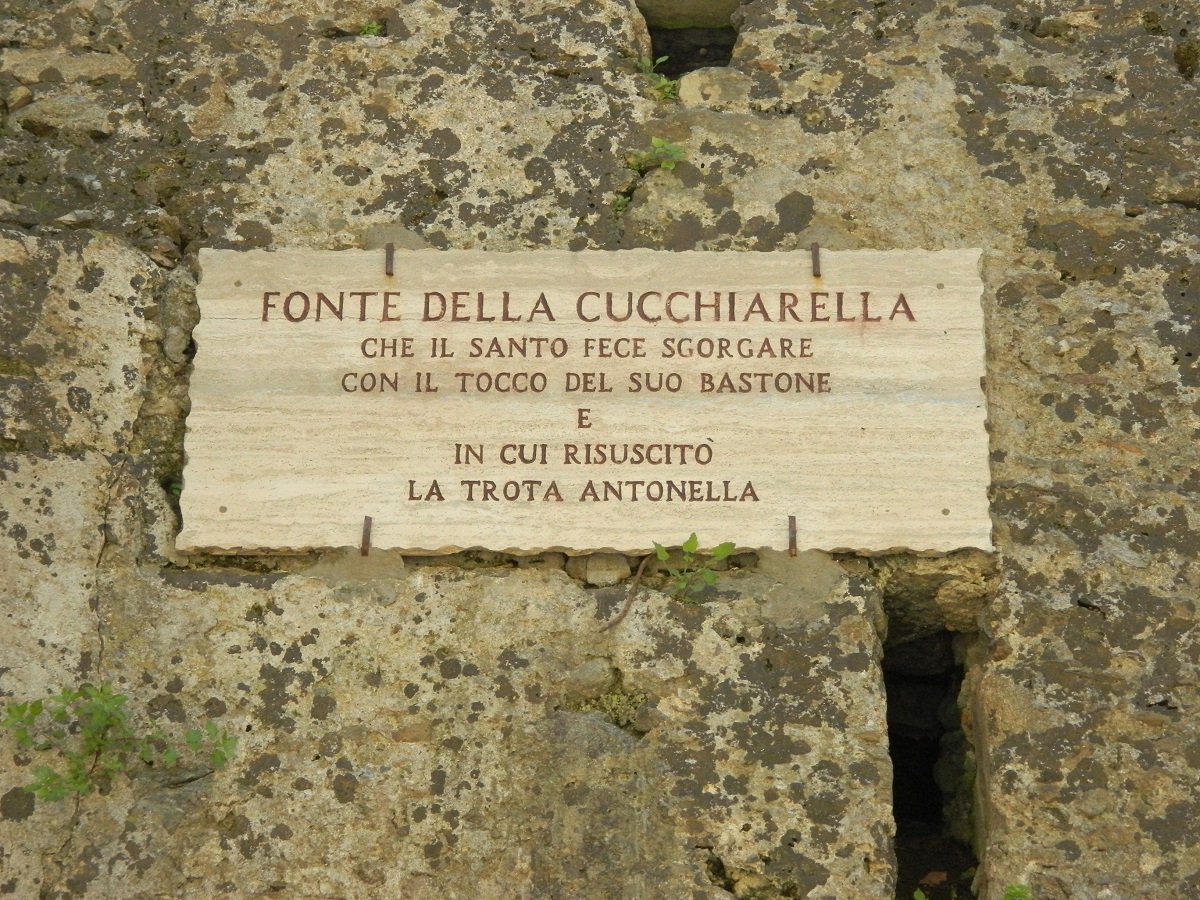 FONTE DELLA CUCCHIARELLA
CHE IL SANTO FECE SGORGARE
CON IL TOCCO DEL SUO BASTONE
E
IN CUI RISUSCITÒ
LA TROTA ANTONELLA